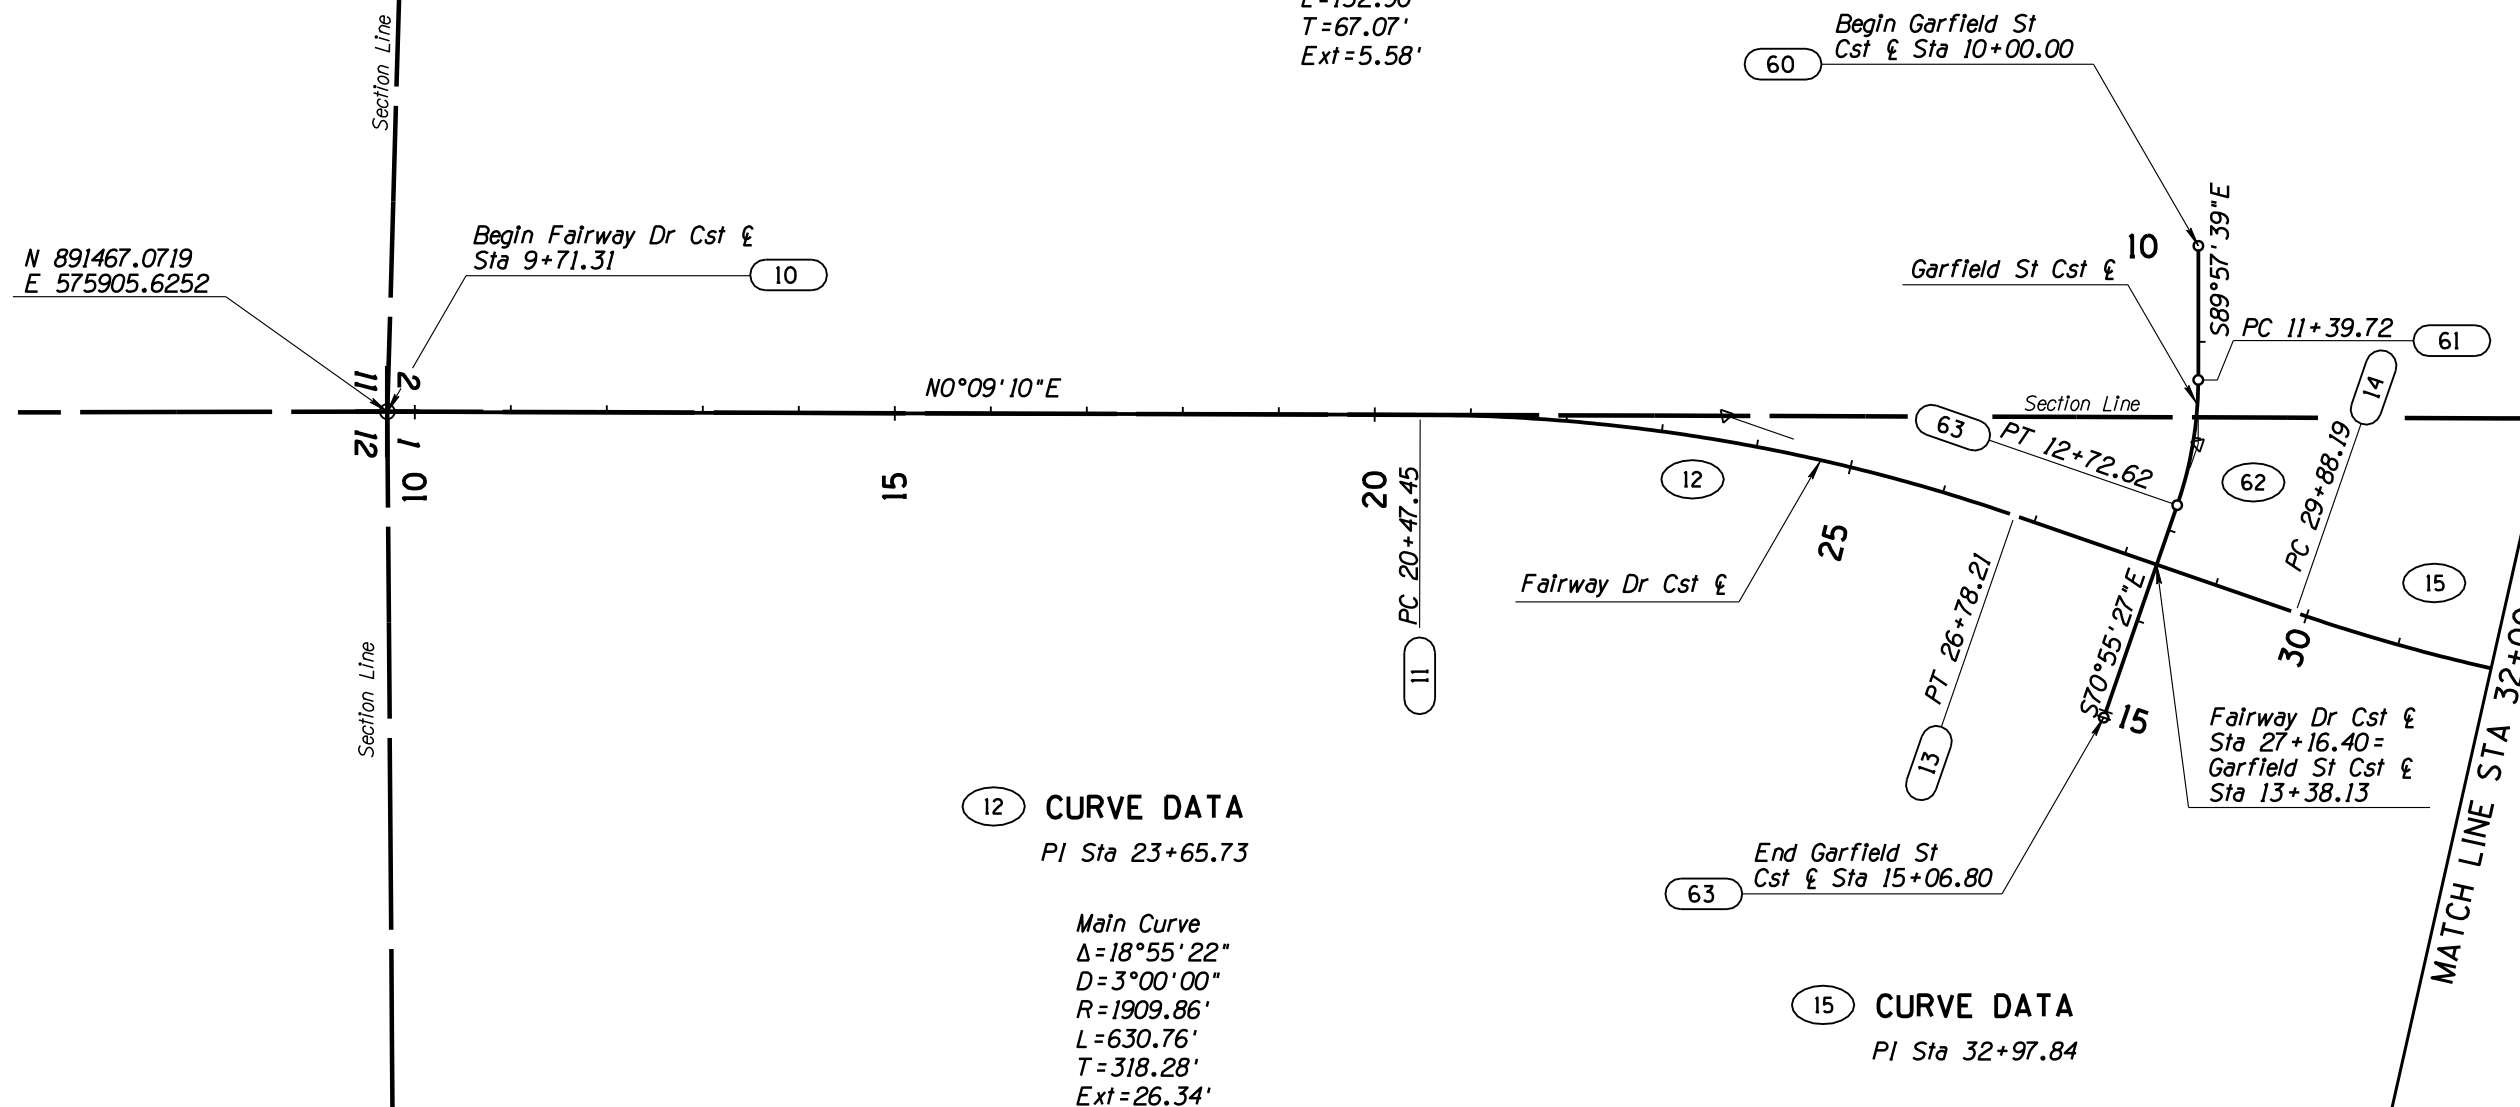 T=67.07'
Ext=5.58'
Begin Garfield St
Cst ℄ Sta 10+00.00
60
Section Line
N 891467.0719
E 575905.6252
Begin Fairway Dr Cst ℄
Sta 9+71.31
10
11
2
12
1
10
15
20
25
30
N0°09'10"E
PC 20+47.45
11
12
Fairway Dr Cst ℄
PT 26+78.21
13
10
S89°57'39"E
Garfield St Cst ℄
PC 11+39.72
61
Section Line
63
PT 12+72.62
62
14
PC 29+88.19
15
S70°55'27"E
15
Fairway Dr Cst ℄
Sta 27+16.40=
Garfield St Cst ℄
Sta 13+38.13
End Garfield St
Cst ℄ Sta 15+06.80
63
MATCH LINE STA 32+00
Section Line
12 CURVE DATA
PI Sta 23+65.73
Main Curve
Δ=18°55'22"
D=3°00'00"
R=1909.86'
L=630.76'
T=318.28'
Ext=26.34'
15 CURVE DATA
PI Sta 32+97.84